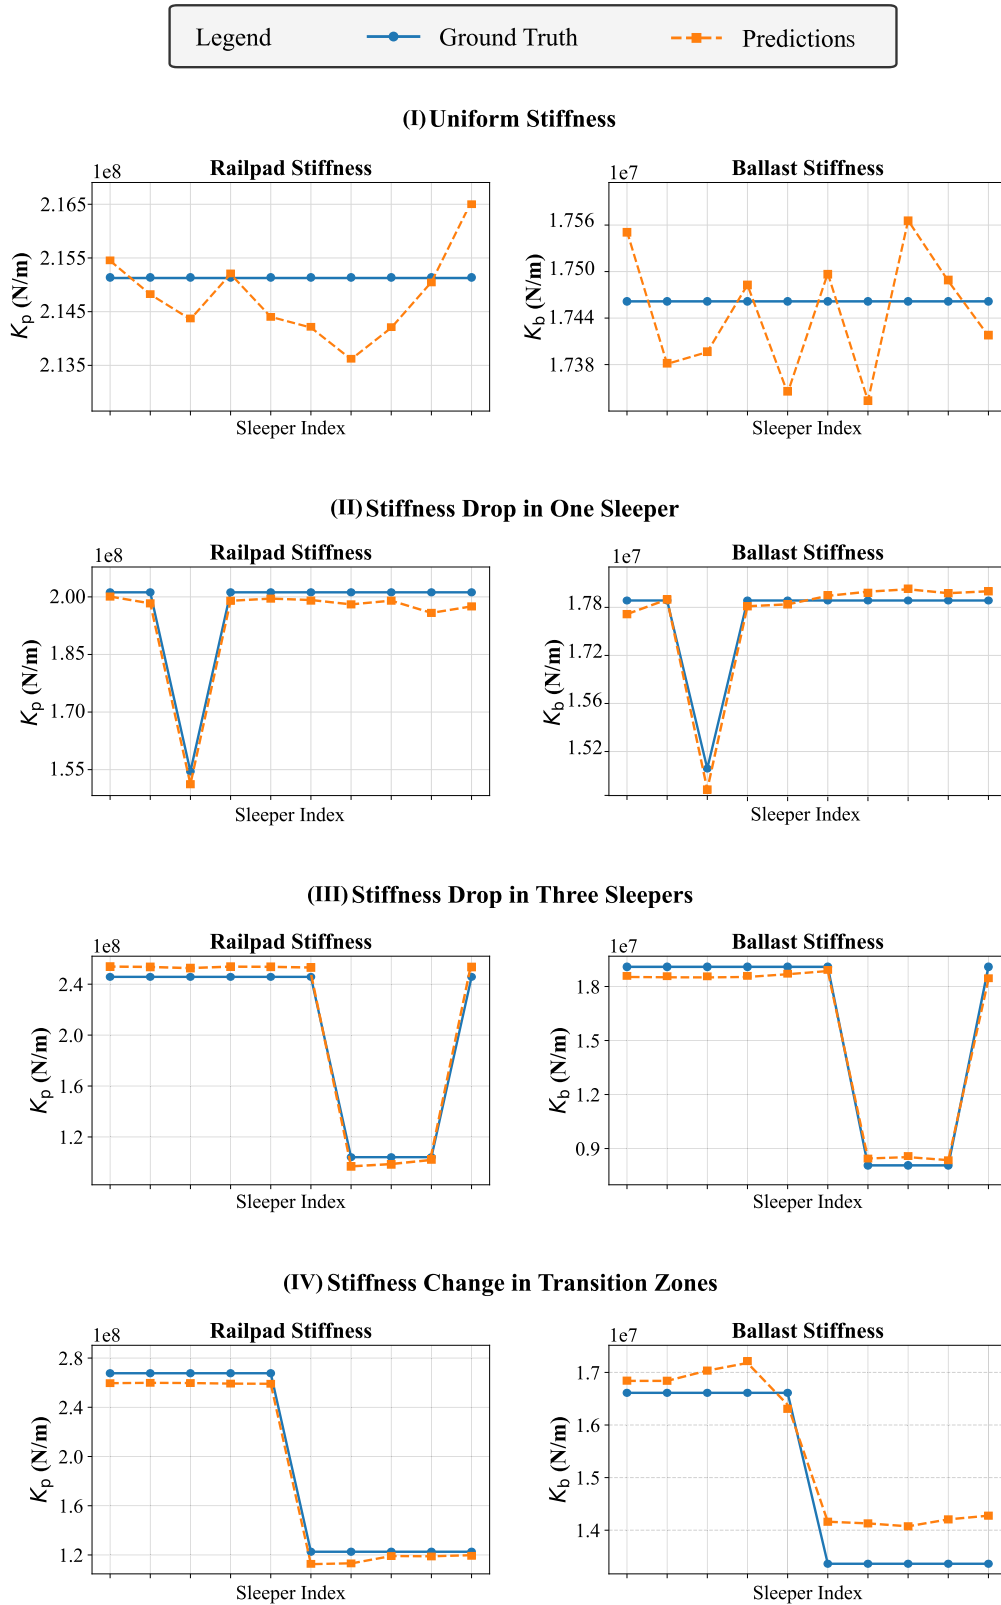 Legend Ground Truth Predictions
(I) Uniform Stiffness
Railpad Stiffness
1e8
2.165
2.155
2.145
2.135
Kp (N/m)
Sleeper Index
Ballast Stiffness
1e7
1.756
1.750
1.744
1.738
Kb (N/m)
Sleeper Index
(II) Stiffness Drop in One Sleeper
Railpad Stiffness
1e8
2.00
1.85
1.70
1.55
Kp (N/m)
Sleeper Index
Ballast Stiffness
1e7
1.78
1.72
1.56
1.52
Kb (N/m)
Sleeper Index
(III) Stiffness Drop in Three Sleepers
Railpad Stiffness
1e8
2.4
2.0
1.6
1.2
Kp (N/m)
Sleeper Index
Ballast Stiffness
1e7
1.8
1.5
1.2
0.9
Kb (N/m)
Sleeper Index
(IV) Stiffness Change in Transition Zones
Railpad Stiffness
1e8
2.8
2.4
2.0
1.6
1.2
Kp (N/m)
Sleeper Index
Ballast Stiffness
1e7
1.7
1.6
1.5
1.4
Kb (N/m)
Sleeper Index